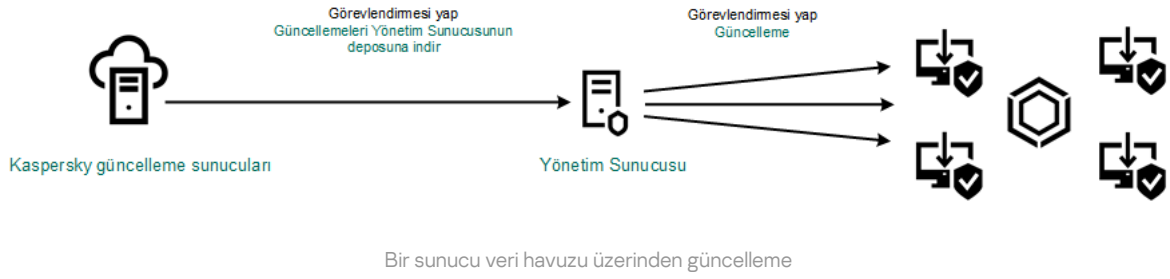 Görevlendirmesi yap
Güncellemeleri Yönetim Sunucusunun
deposuna indir
Görevlendirmesi yap
Güncelleme
Kaspersky güncelleme sunucuları
Yönetim Sunucusu
Bir sunucu veri havuzu üzerinden güncelleme